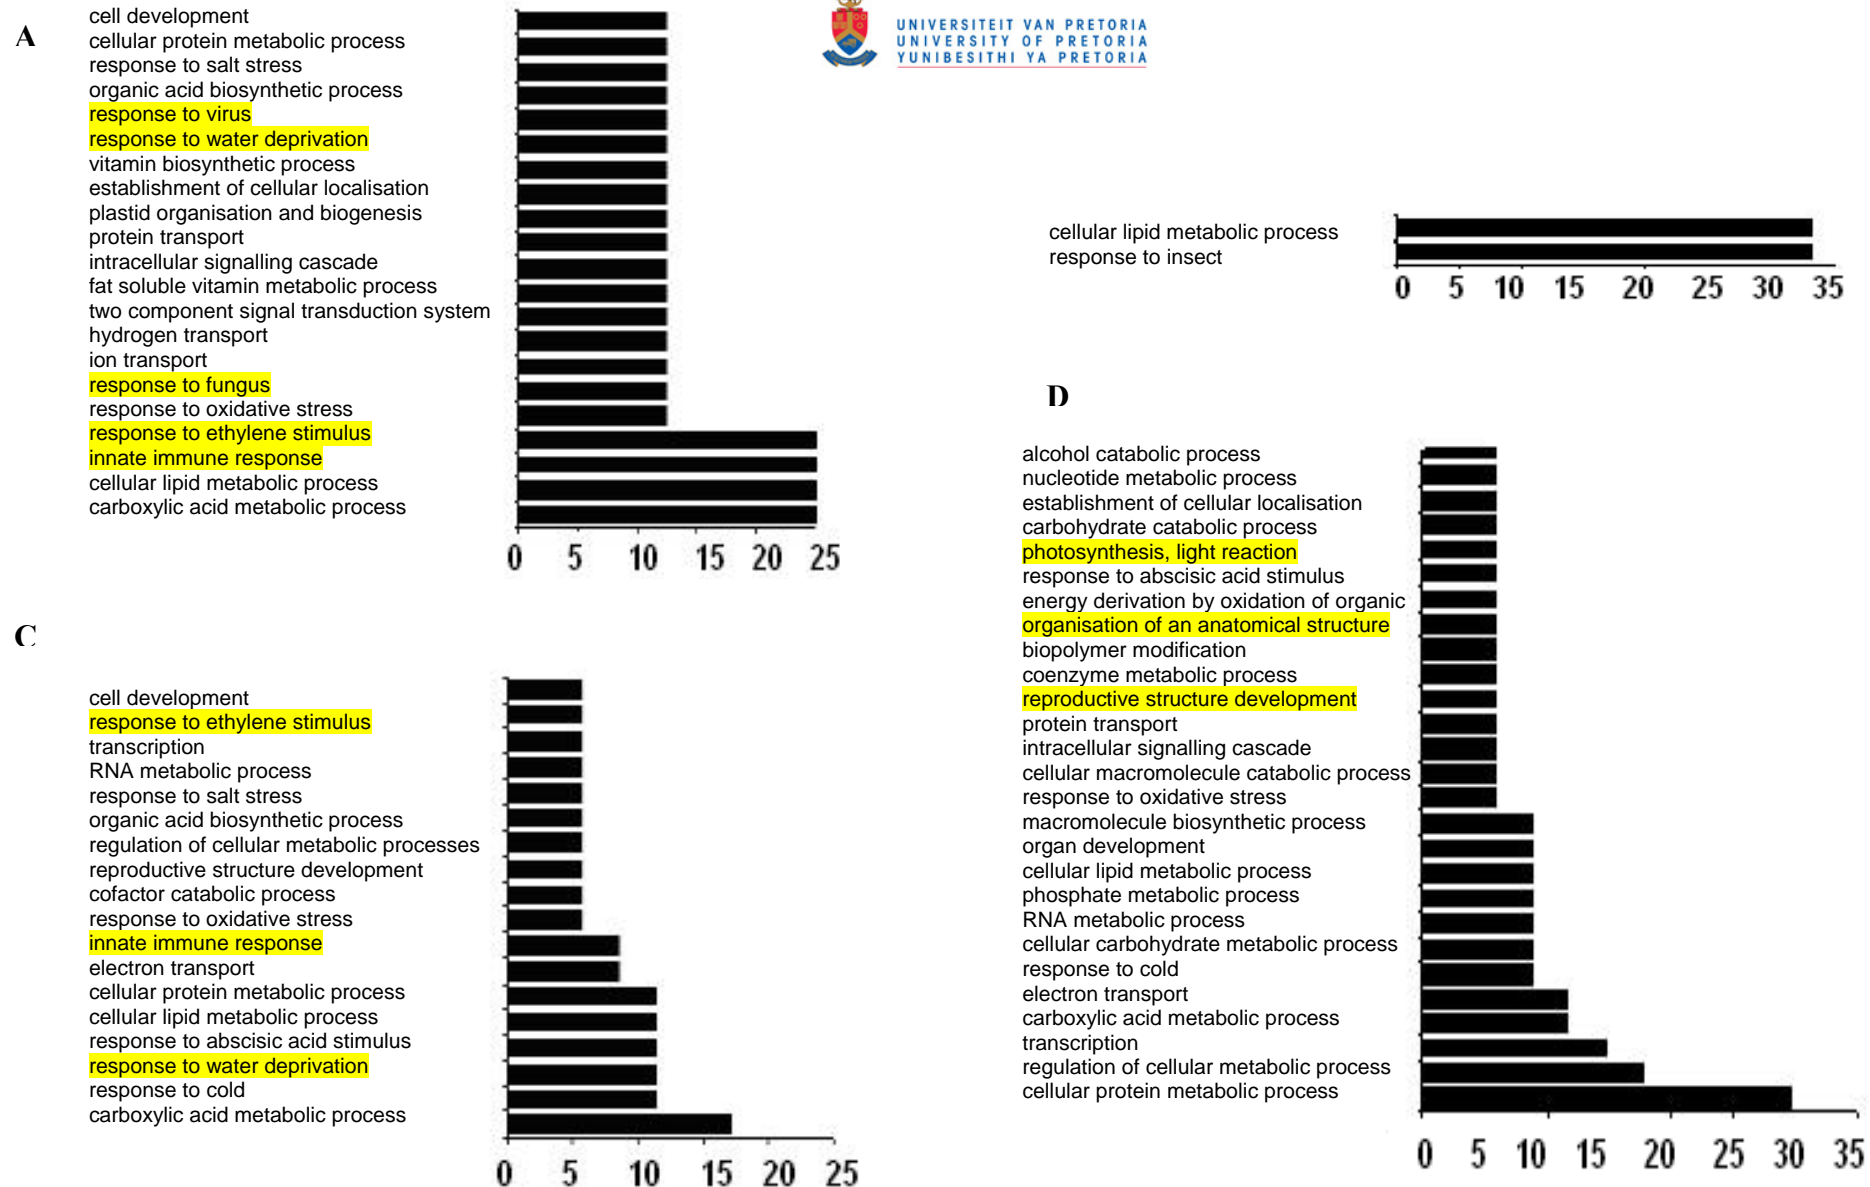 UNIVERSITEIT VAN PRETORIA
UNIVERSITY OF PRETORIA
YUNIBESITHI YA PRETORIA
A
cell development
cellular protein metabolic process
response to salt stress
organic acid biosynthetic process
response to virus
response to water deprivation
vitamin biosynthetic process
establishment of cellular localisation
plastid organisation and biogenesis
protein transport
intracellular signalling cascade
fat soluble vitamin metabolic process
two component signal transduction system
hydrogen transport
ion transport
response to fungus
response to oxidative stress
response to ethylene stimulus
innate immune response
cellular lipid metabolic process
carboxylic acid metabolic process
0 5 10 15 20 25
cellular lipid metabolic process
response to insect
0 5 10 15 20 25 30 35
C
cell development
response to ethylene stimulus
transcription
RNA metabolic process
response to salt stress
organic acid biosynthetic process
regulation of cellular metabolic processes
reproductive structure development
cofactor catabolic process
response to oxidative stress
innate immune response
electron transport
cellular protein metabolic process
cellular lipid metabolic process
response to abscisic acid stimulus
response to water deprivation
response to cold
carboxylic acid metabolic process
0 5 10 15 20 25
D
alcohol catabolic process
nucleotide metabolic process
establishment of cellular localisation
carbohydrate catabolic process
photosynthesis, light reaction
response to abscisic acid stimulus
energy derivation by oxidation of organic
organisation of an anatomical structure
biopolymer modification
coenzyme metabolic process
reproductive structure development
protein transport
intracellular signalling cascade
cellular macromolecule catabolic process
response to oxidative stress
macromolecule biosynthetic process
organ development
cellular lipid metabolic process
phosphate metabolic process
RNA metabolic process
cellular carbohydrate metabolic process
response to cold
electron transport
carboxylic acid metabolic process
transcription
regulation of cellular metabolic process
cellular protein metabolic process
0 5 10 15 20 25 30 35